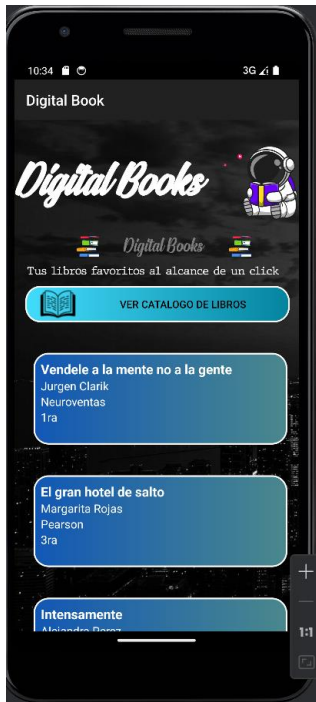 10:34 3G
Digital Book
Digital Books
Digital Books
Tus libros favoritos al alcance de un click
VER CATALOGO DE LIBROS
Vendele a la mente no a la gente
Jurgen Clarik
Neuroventas
1ra
El gran hotel de salto
Margarita Rojas
Pearson
3ra
Intensamente
Alejandra Perez
1:1